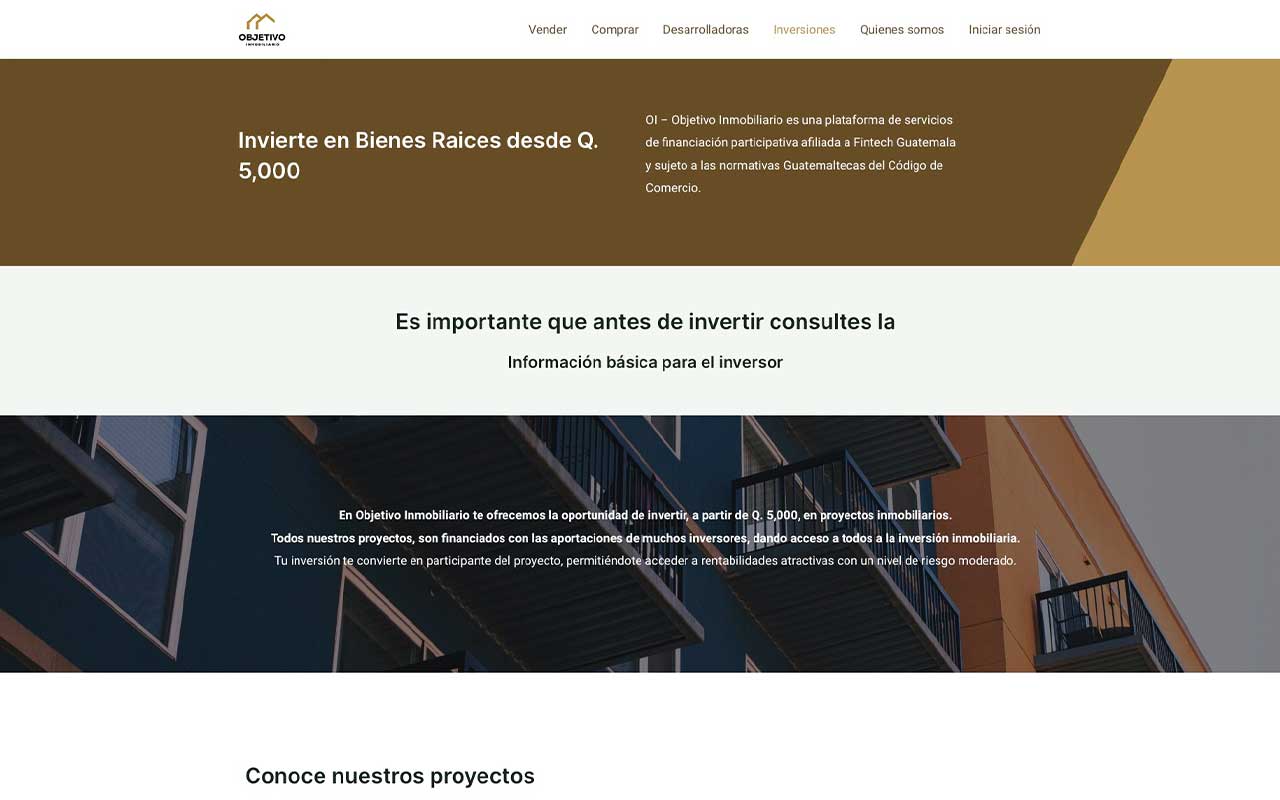 OBJETIVO
INMOBILIARIO
Vender
Comprar
Desarrolladoras
Inversiones
Quienes somos
Iniciar sesión
Invierte en Bienes Raices desde Q.
5,000
OI – Objetivo Inmobiliario es una plataforma de servicios
de financiación participativa afiliada a Fintech Guatemala
y sujeto a las normativas Guatemaltecas del Código de
Comercio.
Es importante que antes de invertir consultes la
Información básica para el inversor
En Objetivo Inmobiliario te ofrecemos la oportunidad de invertir, a partir de Q. 5,000, en proyectos inmobiliarios.
Todos nuestros proyectos, son financiados con las aportaciones de muchos inversores, dando acceso a todos a la inversión inmobiliaria.
Tu inversión te convierte en participante del proyecto, permitiéndote acceder a rentabilidades atractivas con un nivel de riesgo moderado.
Conoce nuestros proyectos